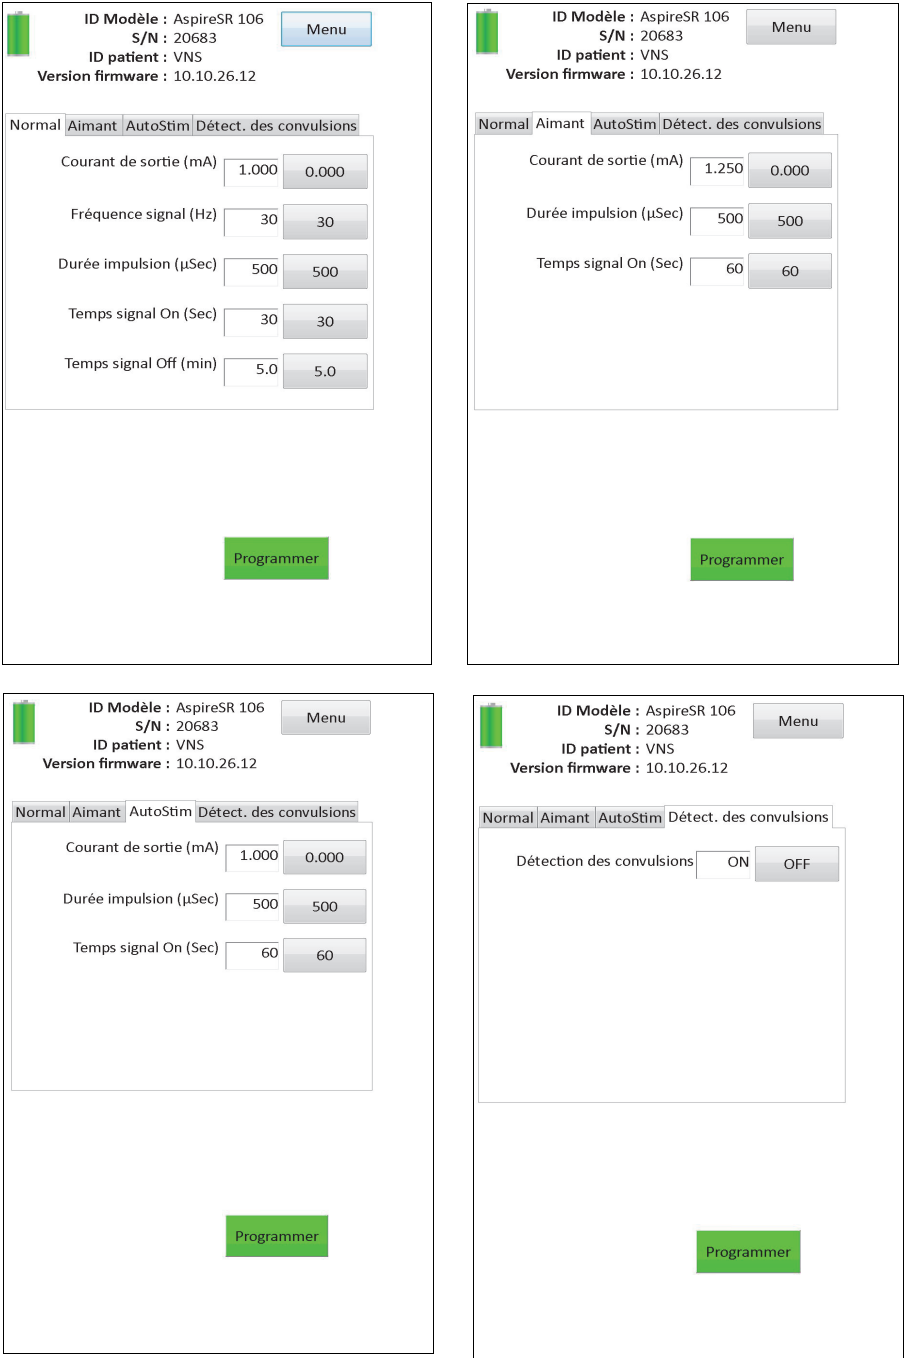 ID Modèle : AspireSR 106
S/N : 20683
ID patient : VNS
Version firmware : 10.10.26.12
Menu
Normal Aimant AutoStim Détect. des convulsions
Courant de sortie (mA) 1.000 0.000
Fréquence signal (Hz) 30 30
Durée impulsion (µSec) 500 500
Temps signal On (Sec) 30 30
Temps signal Off (min) 5.0 5.0
Programmer
ID Modèle : AspireSR 106
S/N : 20683
ID patient : VNS
Version firmware : 10.10.26.12
Menu
Normal Aimant AutoStim Détect. des convulsions
Courant de sortie (mA) 1.250 0.000
Durée impulsion (µSec) 500 500
Temps signal On (Sec) 60 60
Programmer
ID Modèle : AspireSR 106
S/N : 20683
ID patient : VNS
Version firmware : 10.10.26.12
Menu
Normal Aimant AutoStim Détect. des convulsions
Courant de sortie (mA) 1.000 0.000
Durée impulsion (µSec) 500 500
Temps signal On (Sec) 60 60
Programmer
ID Modèle : AspireSR 106
S/N : 20683
ID patient : VNS
Version firmware : 10.10.26.12
Menu
Normal Aimant AutoStim Détect. des convulsions
Détection des convulsions ON OFF
Programmer